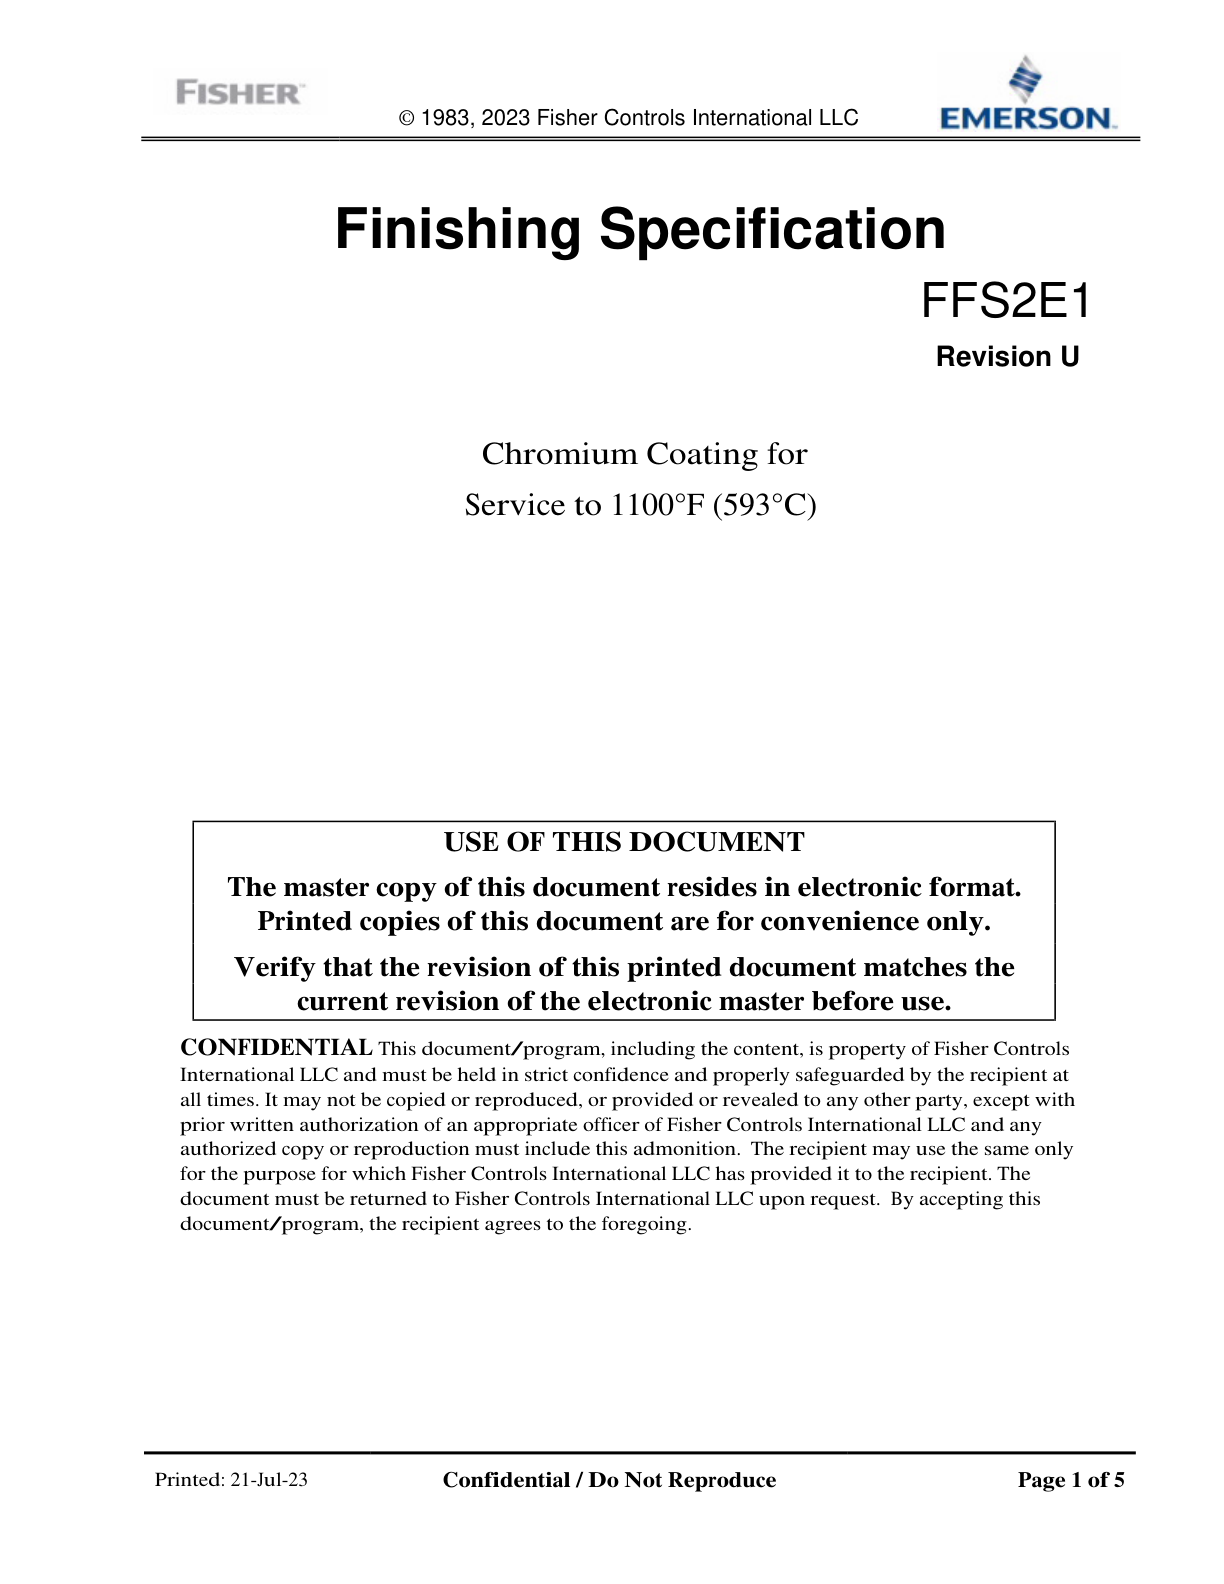 FISHER™
© 1983, 2023 Fisher Controls International LLC
EMERSON™
Finishing Specification
FFS2E1
Revision U
Chromium Coating for
Service to 1100°F (593°C)
USE OF THIS DOCUMENT
The master copy of this document resides in electronic format.
Printed copies of this document are for convenience only.
Verify that the revision of this printed document matches the
current revision of the electronic master before use.
CONFIDENTIAL This document/program, including the content, is property of Fisher Controls
International LLC and must be held in strict confidence and properly safeguarded by the recipient at
all times. It may not be copied or reproduced, or provided or revealed to any other party, except with
prior written authorization of an appropriate officer of Fisher Controls International LLC and any
authorized copy or reproduction must include this admonition.  The recipient may use the same only
for the purpose for which Fisher Controls International LLC has provided it to the recipient. The
document must be returned to Fisher Controls International LLC upon request.  By accepting this
document/program, the recipient agrees to the foregoing.
Printed: 21-Jul-23
Confidential / Do Not Reproduce
Page 1 of 5